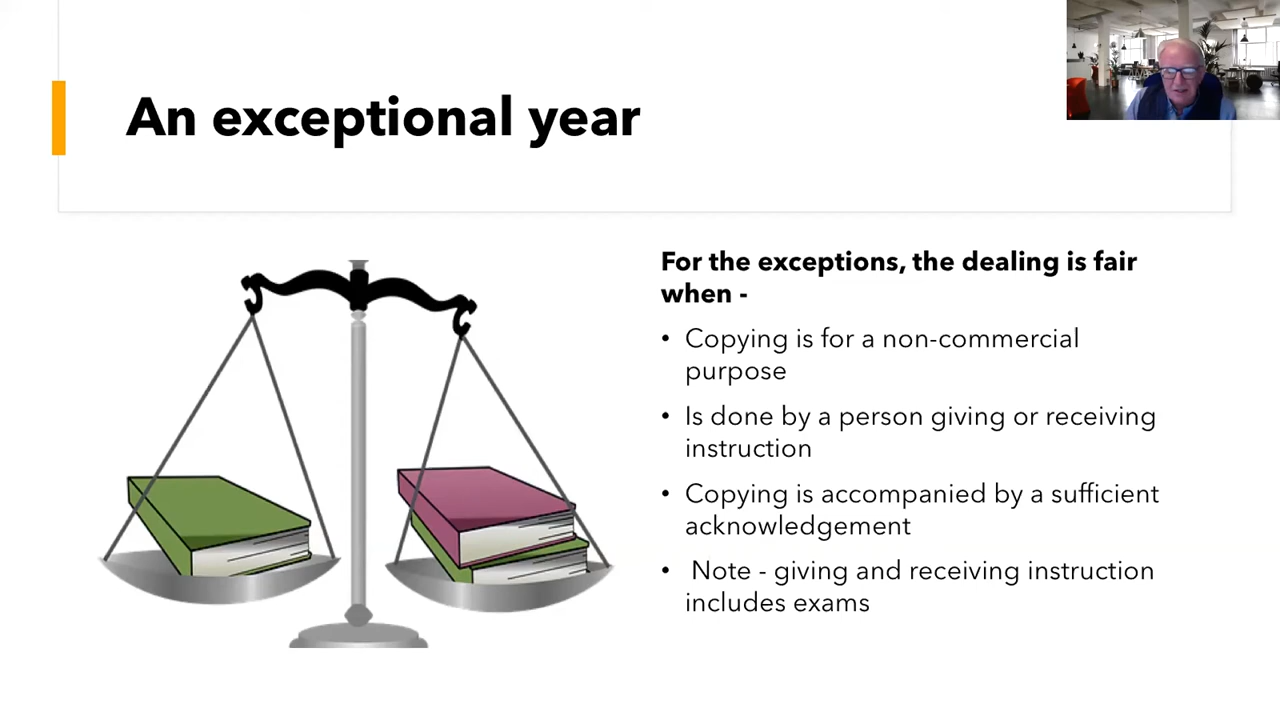 An exceptional year
For the exceptions, the dealing is fair
when -
• Copying is for a non-commercial
purpose
• Is done by a person giving or receiving
instruction
• Copying is accompanied by a sufficient
acknowledgement
• Note - giving and receiving instruction
includes exams